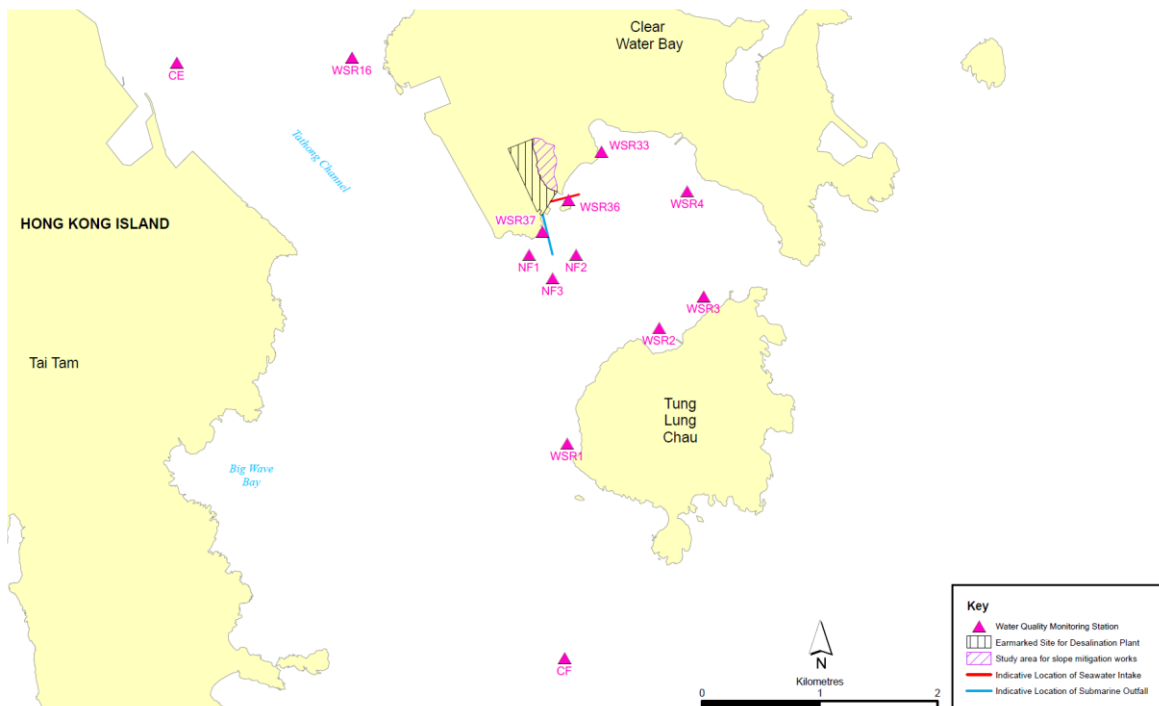 Clear
Water Bay
CE
WSR16
Tathong Channel
WSR33
WSR4
WSR36
HONG KONG ISLAND
WSR37
NF1
NF2
NF3
WSR3
WSR2
Tai Tam
Tung
Lung
Chau
WSR1
Big Wave
Bay
CF
N
Kilometres
0 1 2
Key
Water Quality Monitoring Station
Earmarked Site for Desalination Plant
Study area for slope mitigation works
Indicative Location of Seawater Intake
Indicative Location of Submarine Outfall